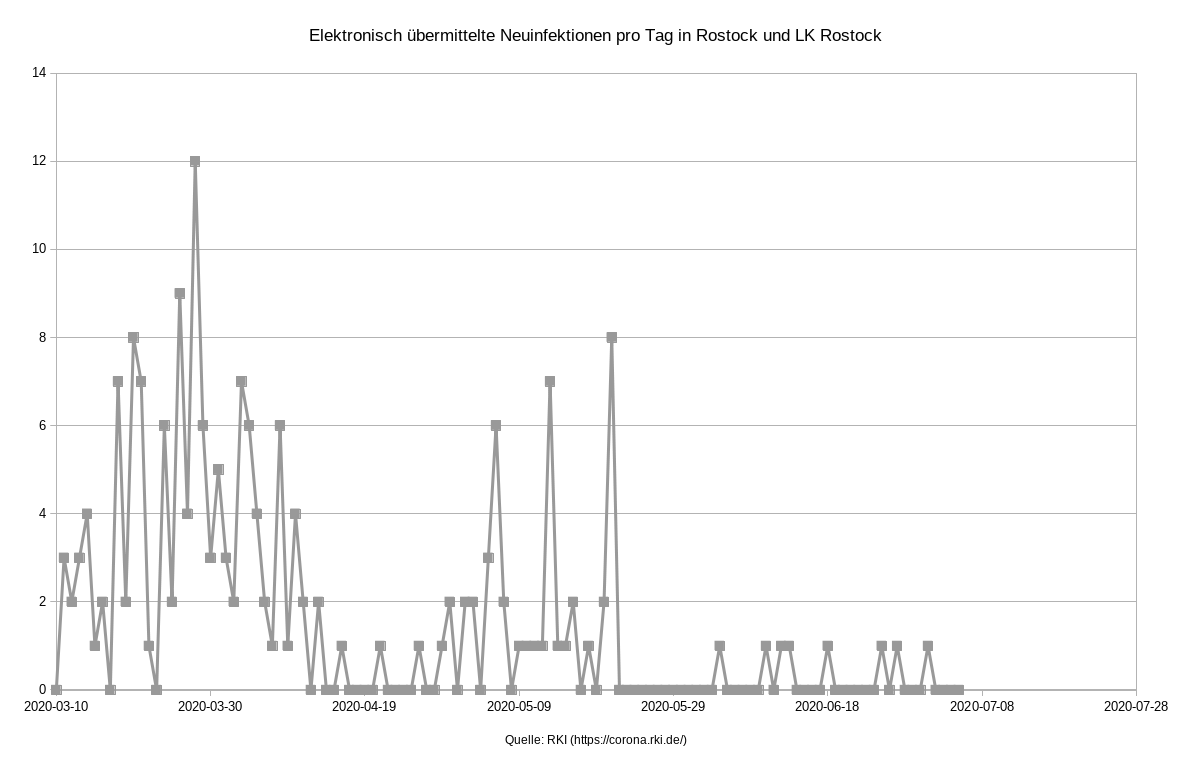 Elektronisch übermittelte Neuinfektionen pro Tag in Rostock und LK Rostock
14
12
10
8
6
4
2
0
2020-03-10 2020-03-30 2020-04-19 2020-05-09 2020-05-29 2020-06-18 2020-07-08 2020-07-28
Quelle: RKI (https://corona.rki.de/)